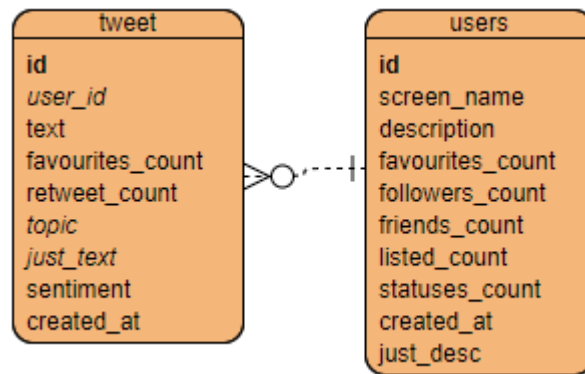 tweet
id
user_id
text
favourites_count
retweet_count
topic
just_text
sentiment
created_at
users
id
screen_name
description
favourites_count
followers_count
friends_count
listed_count
statuses_count
created_at
just_desc